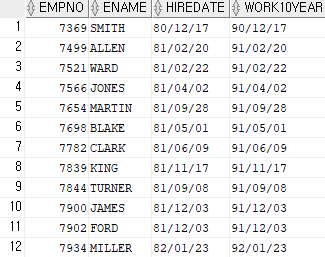 EMPNO ENAME HIREDATE WORK10YEAR
1 7369 SMITH 80/12/17 90/12/17
2 7499 ALLEN 81/02/20 91/02/20
3 7521 WARD 81/02/22 91/02/22
4 7566 JONES 81/04/02 91/04/02
5 7654 MARTIN 81/09/28 91/09/28
6 7698 BLAKE 81/05/01 91/05/01
7 7782 CLARK 81/06/09 91/06/09
8 7839 KING 81/11/17 91/11/17
9 7844 TURNER 81/09/08 91/09/08
10 7900 JAMES 81/12/03 91/12/03
11 7902 FORD 81/12/03 91/12/03
12 7934 MILLER 82/01/23 92/01/23